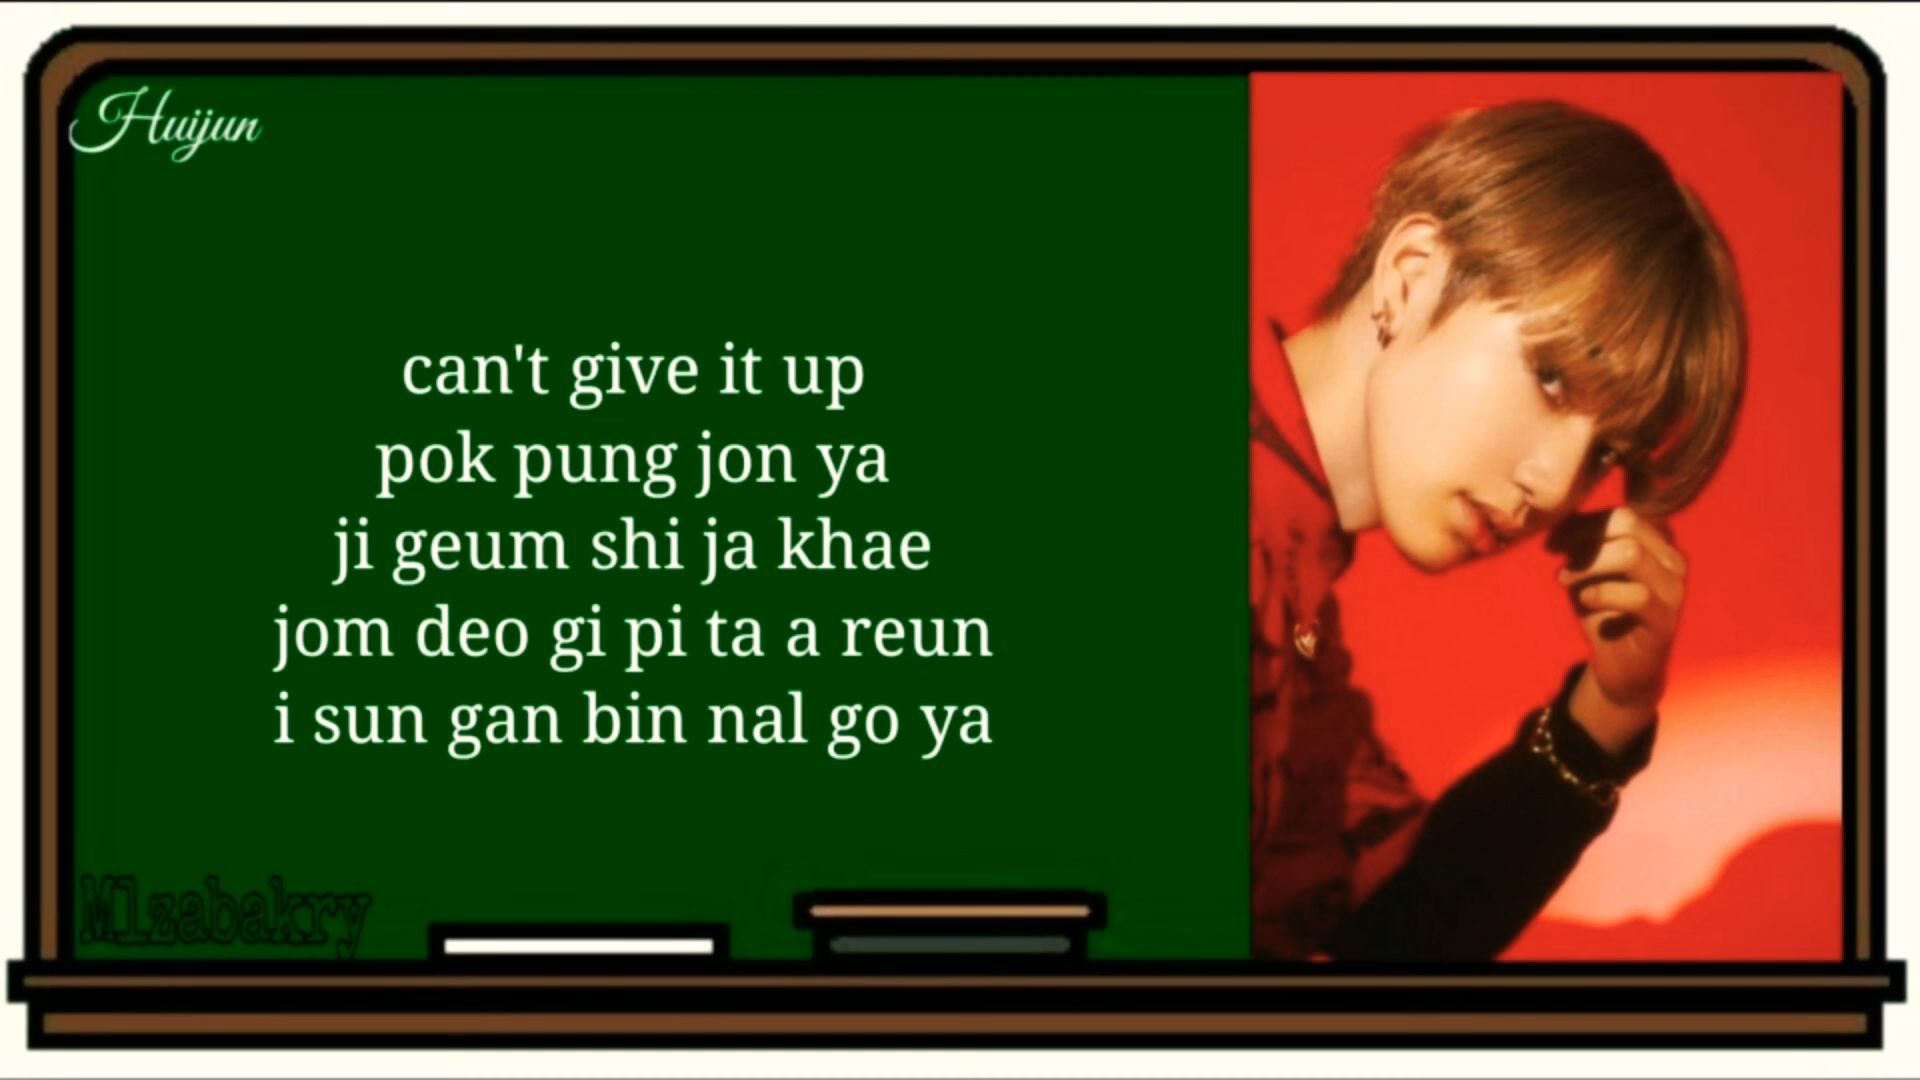 Huijun
can't give it up
pok pung jon ya
ji geum shi ja khae
jom deo gi pi ta a reun
i sun gan bin nal go ya
M1zabakry